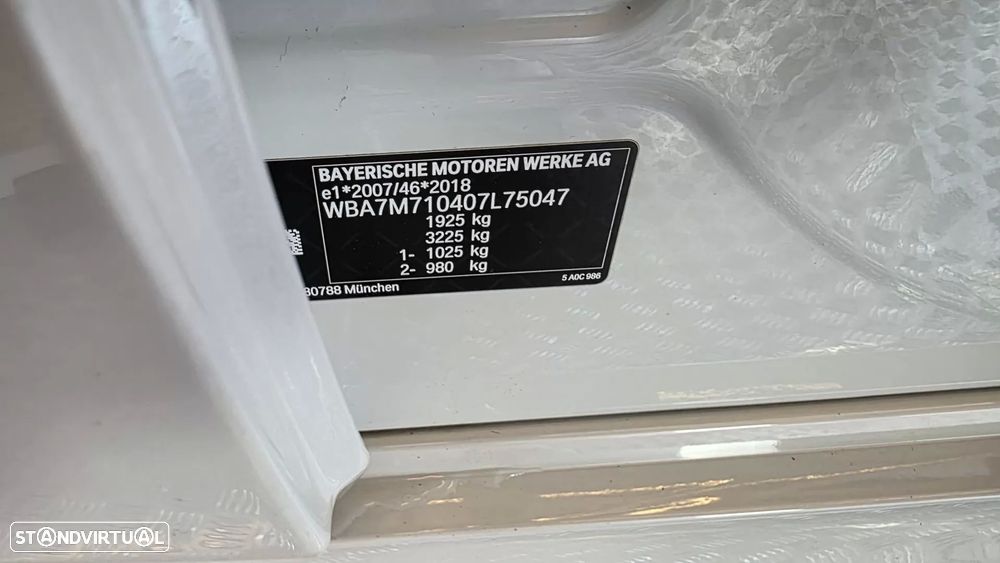 BAYERISCHE MOTOREN WERKE AG
e1*2007/46*2018
WBA7M710407L75047
1925 kg
3225 kg
1- 1025 kg
2- 980 kg
80788 München
5 A0C 986
STANDVIRTUAL